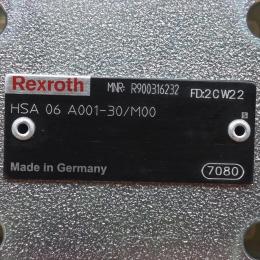 Rexroth MNR: R900316232 FD:2CW22
HSA 06 A001-30/M00
Made in Germany 7080